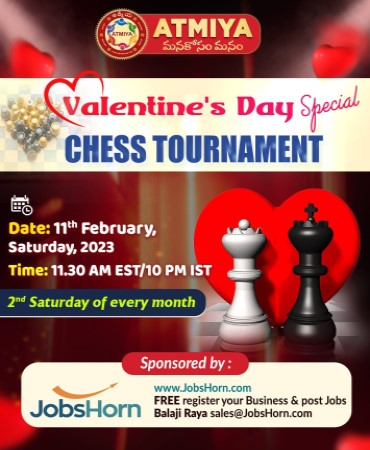 ATMIYA
ATMIYA
మనకోసం మనం
Valentine's Day Special
CHESS TOURNAMENT
Date: 11th February,
Saturday, 2023
Time: 11.30 AM EST/10 PM IST
2nd Saturday of every month
Sponsored by :
JobsHorn
www.JobsHorn.com
FREE register your Business & post Jobs
Balaji Raya sales@JobsHorn.com